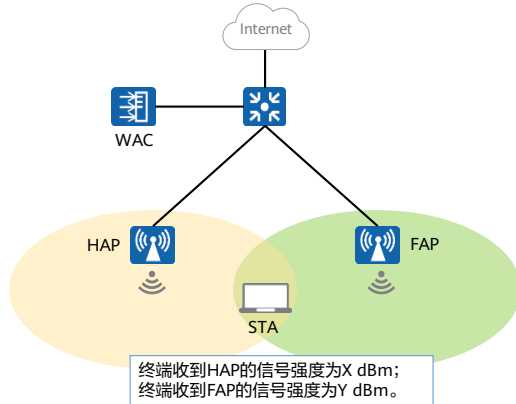 Internet
WAC
HAP
FAP
STA
终端收到HAP的信号强度为X dBm；
终端收到FAP的信号强度为Y dBm。